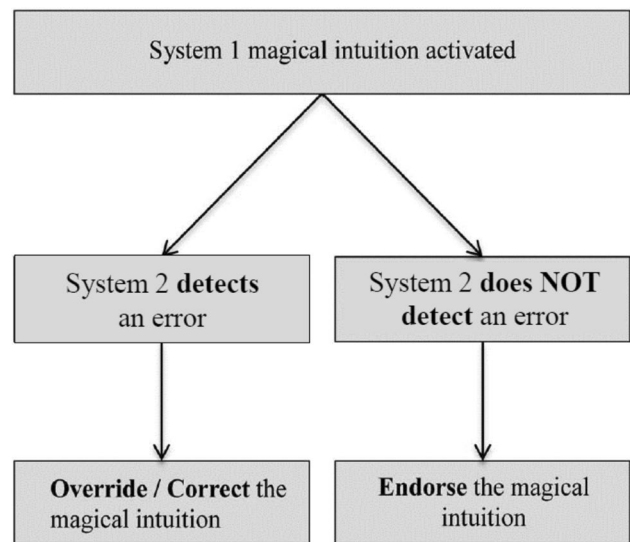 System 1 magical intuition activated
System 2 detects
an error
System 2 does NOT
detect an error
Override / Correct the
magical intuition
Endorse the magical
intuition